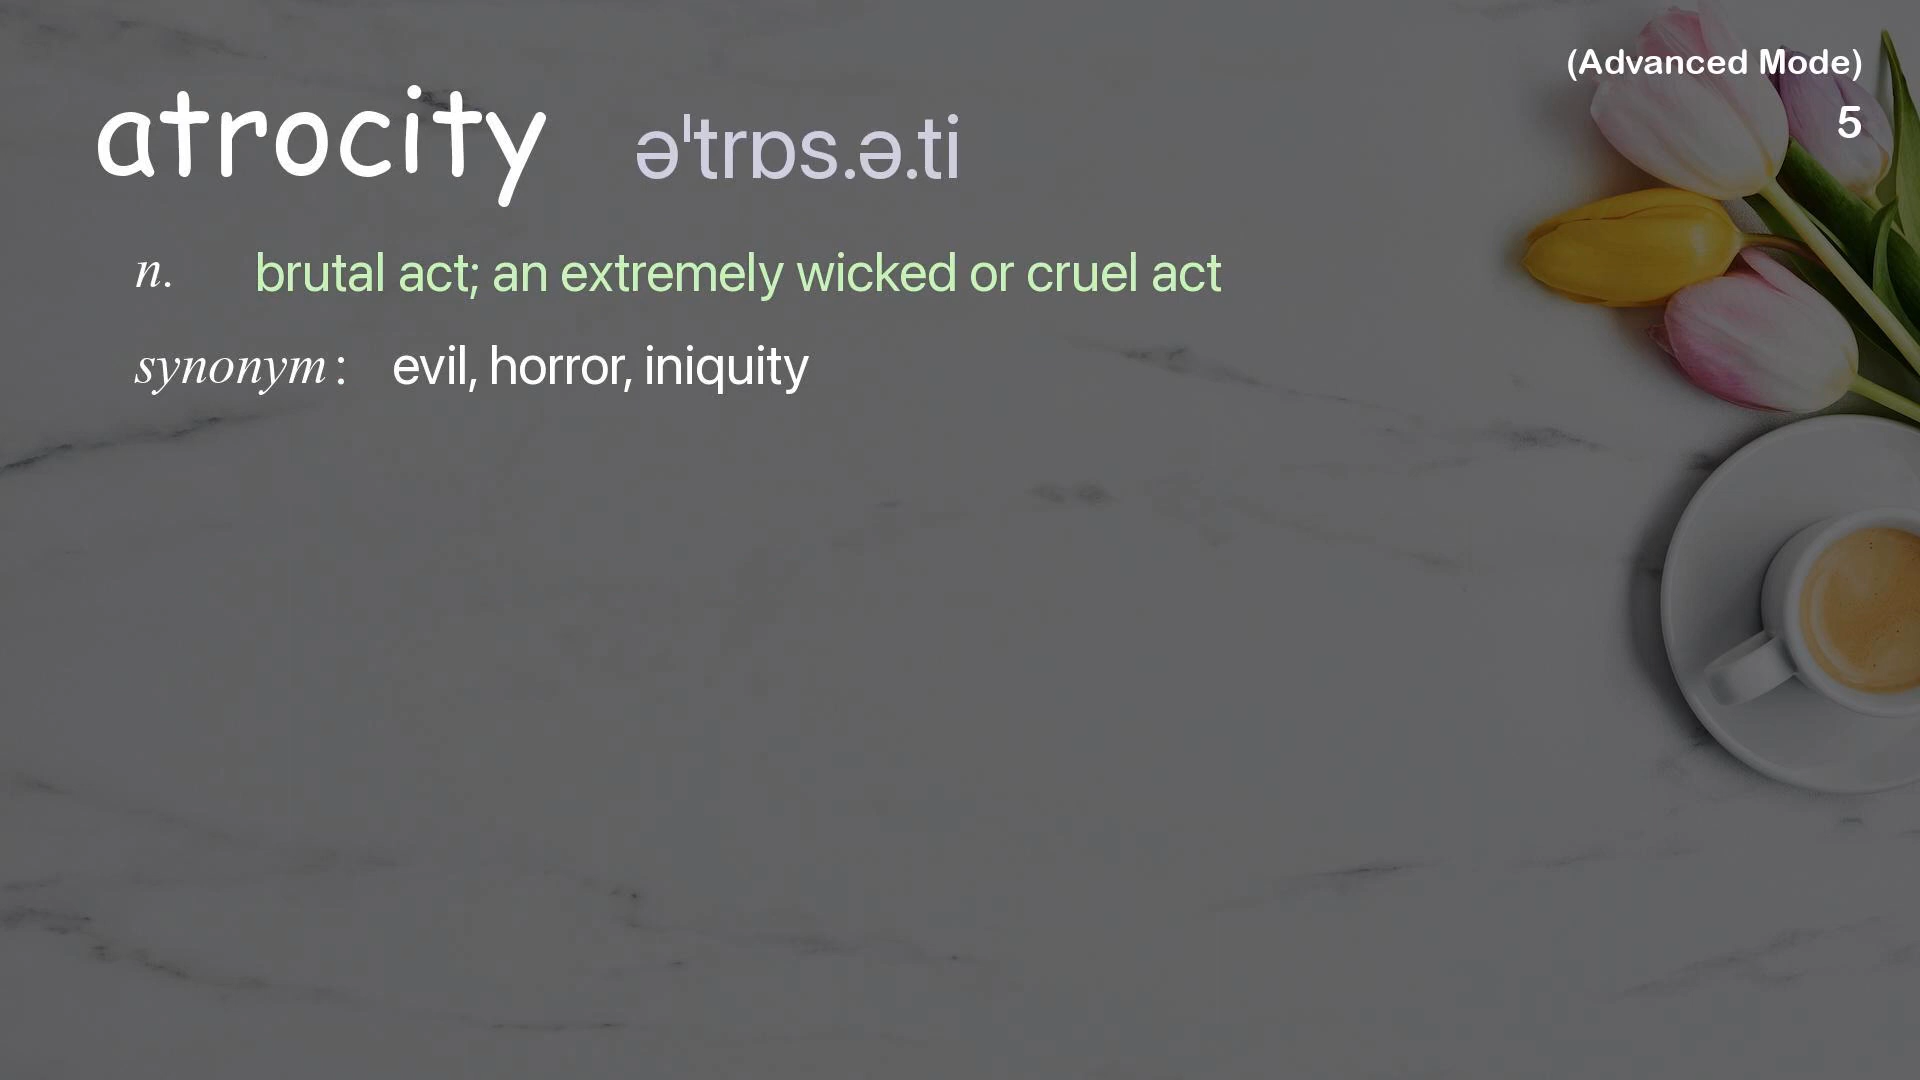 (Advanced Mode)
5
atrocity əˈtrɒs.ə.ti
n. brutal act; an extremely wicked or cruel act
synonym : evil, horror, iniquity